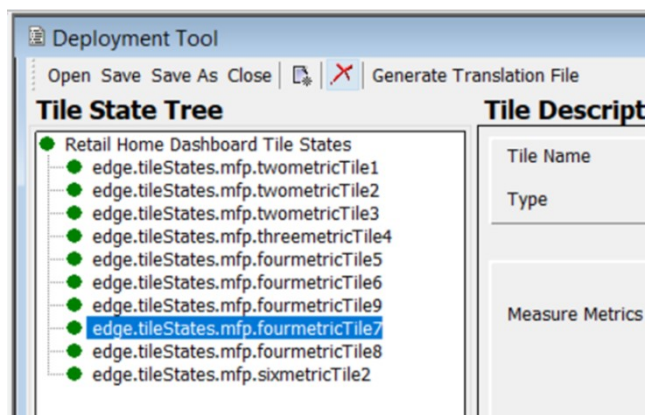 Deployment Tool
Open Save Save As Close Generate Translation File
Tile State Tree
Retail Home Dashboard Tile States
edge.tileStates.mfp.twometricTile1
edge.tileStates.mfp.twometricTile2
edge.tileStates.mfp.twometricTile3
edge.tileStates.mfp.threemetricTile4
edge.tileStates.mfp.fourmetricTile5
edge.tileStates.mfp.fourmetricTile6
edge.tileStates.mfp.fourmetricTile9
edge.tileStates.mfp.fourmetricTile7
edge.tileStates.mfp.fourmetricTile8
edge.tileStates.mfp.sixmetricTile2
Tile Descript
Tile Name
Type
Measure Metrics